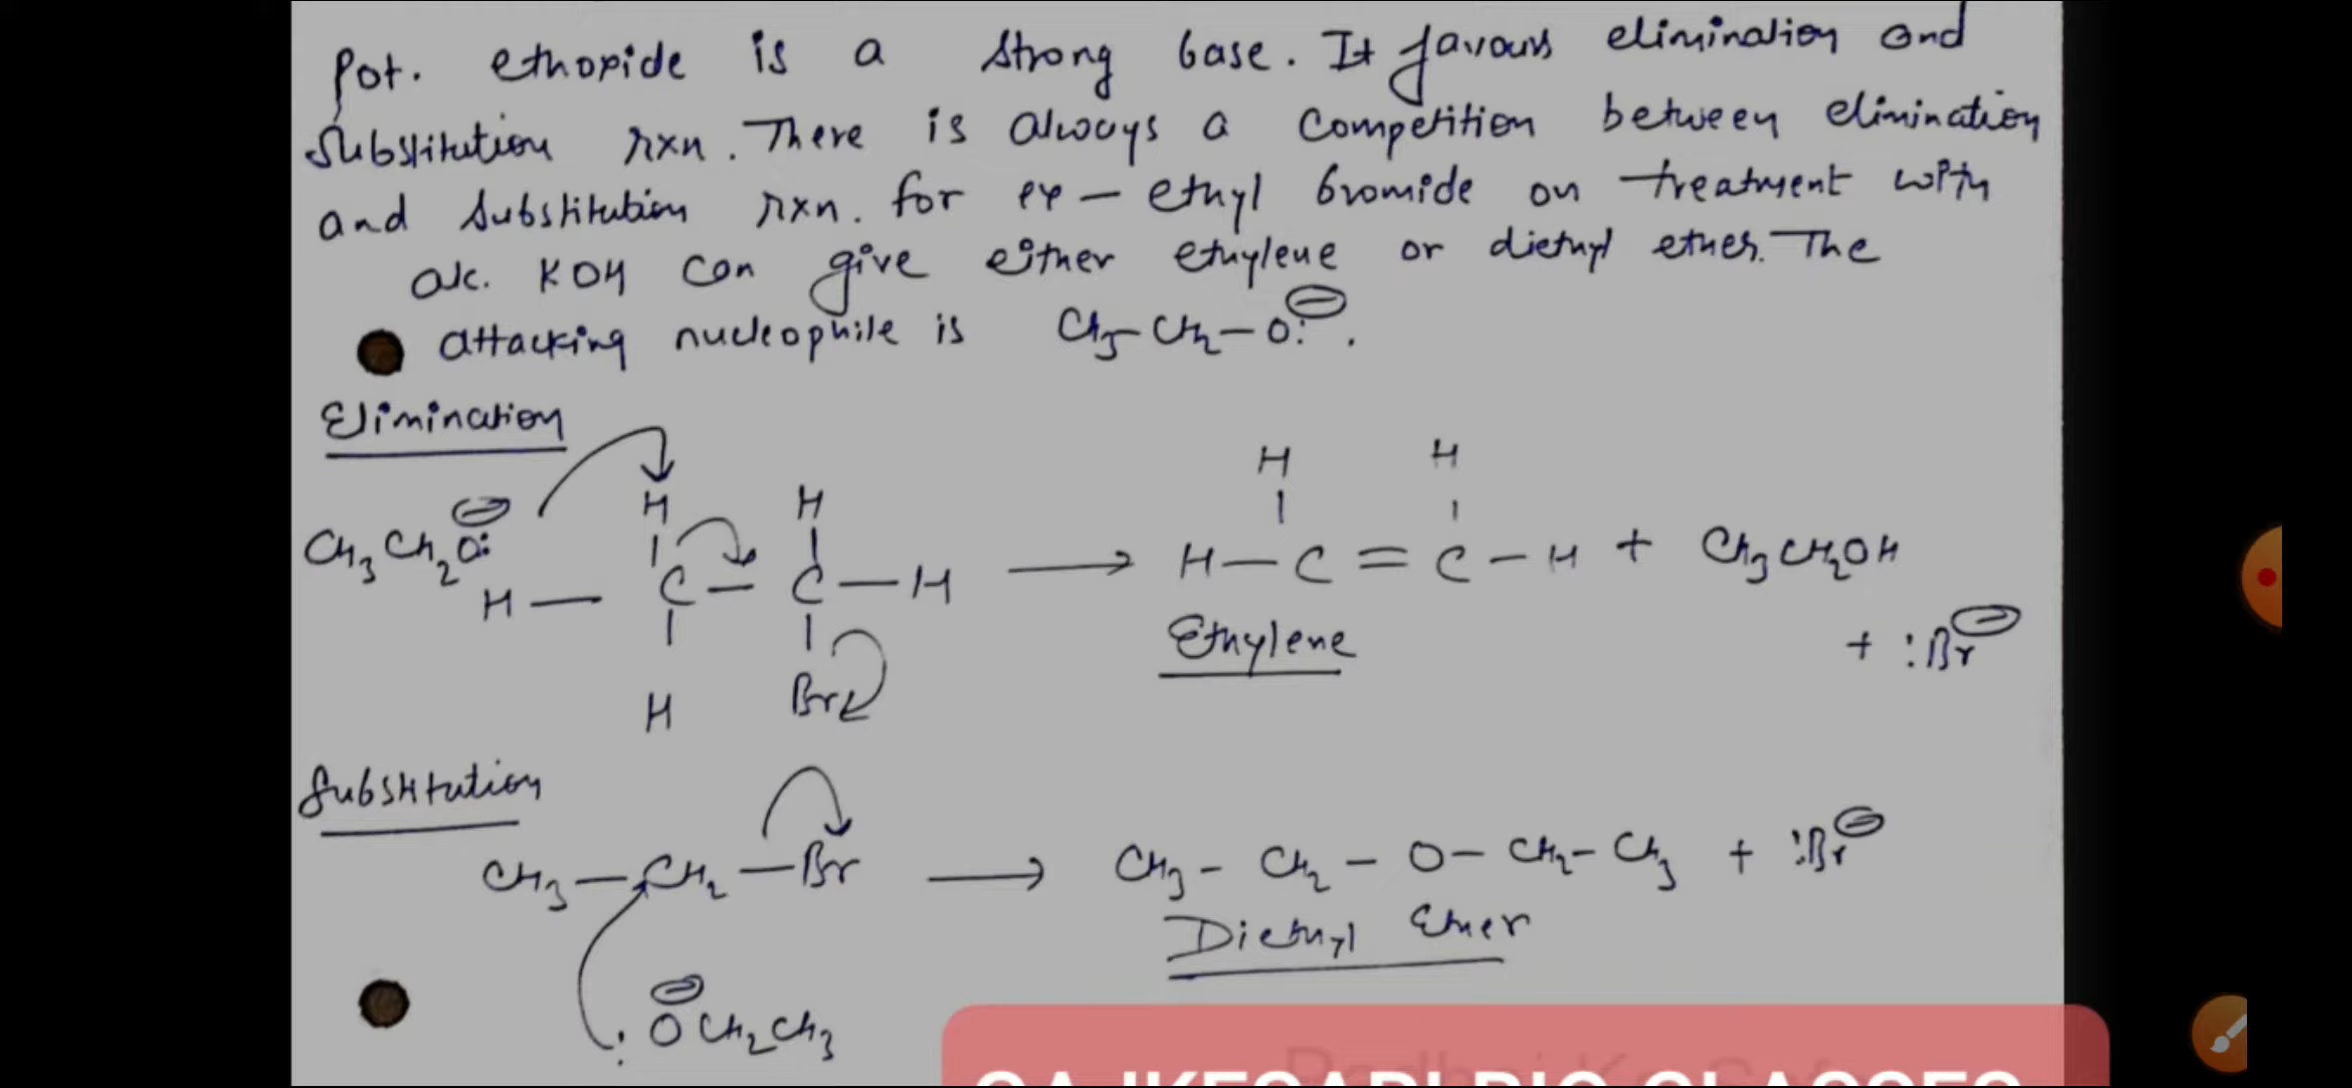 Pot. ethoxide is a strong base. It favours elimination and
Substitution rxn. There is always a competition between elimination
and substitution rxn. for ex - ethyl bromide on treatment with
alc. KOH can give either ethylene or diethyl ether. The
attacking nucleophile is CH3-CH2-O:⊖.
Elimination
H H
H H
CH3CH2O:⊖
H — C — C — H → H — C = C — H + CH3CH2OH
Ethylene + :Br⊖
H Br
Substitution
CH3 — CH2 — Br → CH3 - CH2 - O - CH2 - CH3 + :Br⊖
Diethyl Ether
:O⊖CH2CH3